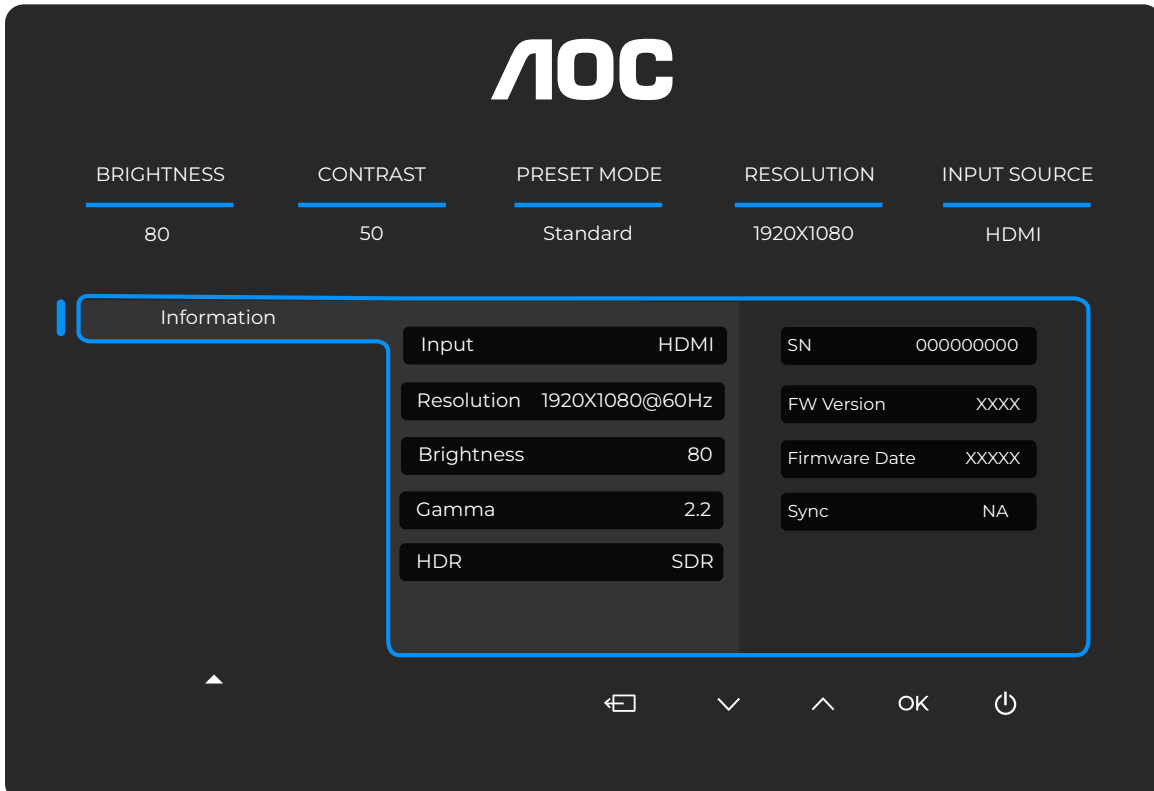 AOC
BRIGHTNESS CONTRAST PRESET MODE RESOLUTION INPUT SOURCE
80 50 Standard 1920X1080 HDMI
Information
Input HDMI
Resolution 1920X1080@60Hz
Brightness 80
Gamma 2.2
HDR SDR
SN 000000000
FW Version XXXX
Firmware Date XXXXX
Sync NA
OK